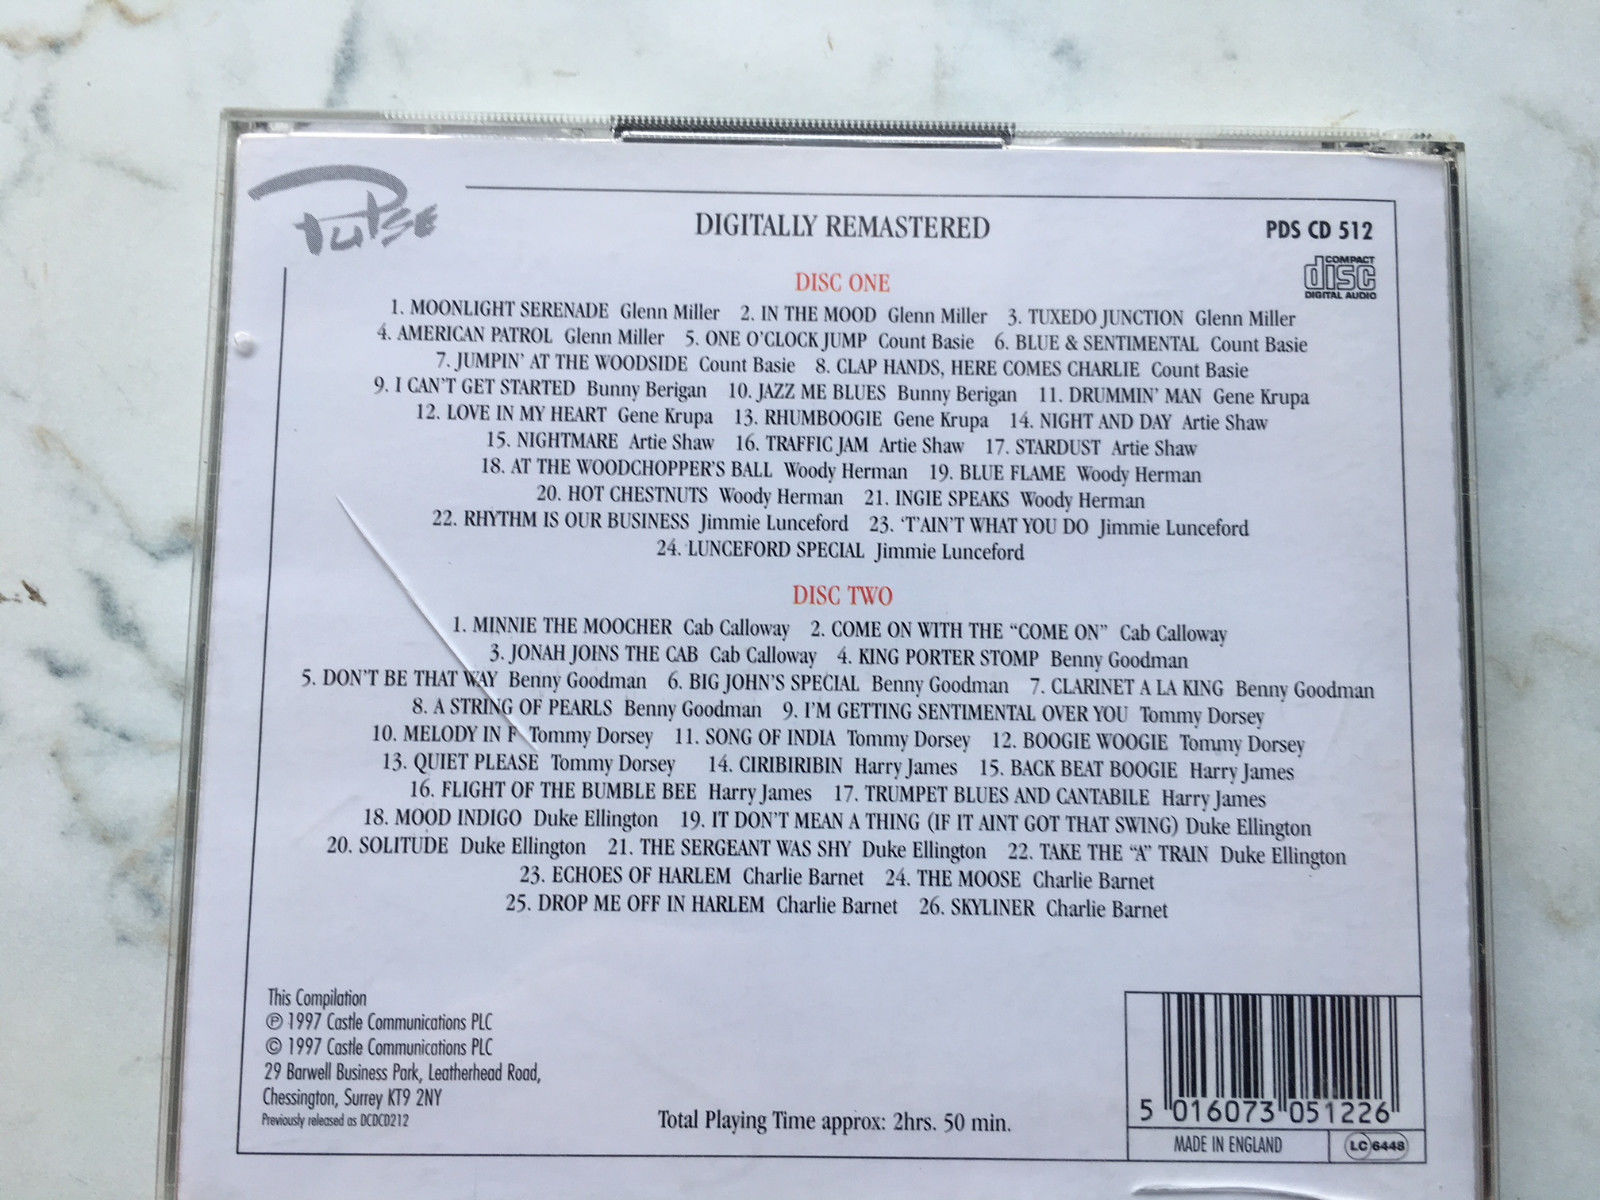 Pulse
DIGITALLY REMASTERED
PDS CD 512
COMPACT
disc
DIGITAL AUDIO
DISC ONE
1. MOONLIGHT SERENADE Glenn Miller 2. IN THE MOOD Glenn Miller 3. TUXEDO JUNCTION Glenn Miller
4. AMERICAN PATROL Glenn Miller 5. ONE O'CLOCK JUMP Count Basie 6. BLUE & SENTIMENTAL Count Basie
7. JUMPIN' AT THE WOODSIDE Count Basie 8. CLAP HANDS, HERE COMES CHARLIE Count Basie
9. I CAN'T GET STARTED Bunny Berigan 10. JAZZ ME BLUES Bunny Berigan 11. DRUMMIN' MAN Gene Krupa
12. LOVE IN MY HEART Gene Krupa 13. RHUMBOOGIE Gene Krupa 14. NIGHT AND DAY Artie Shaw
15. NIGHTMARE Artie Shaw 16. TRAFFIC JAM Artie Shaw 17. STARDUST Artie Shaw
18. AT THE WOODCHOPPER'S BALL Woody Herman 19. BLUE FLAME Woody Herman
20. HOT CHESTNUTS Woody Herman 21. INGIE SPEAKS Woody Herman
22. RHYTHM IS OUR BUSINESS Jimmie Lunceford 23. 'T'AIN'T WHAT YOU DO Jimmie Lunceford
24. LUNCEFORD SPECIAL Jimmie Lunceford
DISC TWO
1. MINNIE THE MOOCHER Cab Calloway 2. COME ON WITH THE “COME ON” Cab Calloway
3. JONAH JOINS THE CAB Cab Calloway 4. KING PORTER STOMP Benny Goodman
5. DON'T BE THAT WAY Benny Goodman 6. BIG JOHN'S SPECIAL Benny Goodman 7. CLARINET A LA KING Benny Goodman
8. A STRING OF PEARLS Benny Goodman 9. I'M GETTING SENTIMENTAL OVER YOU Tommy Dorsey
10. MELODY IN F Tommy Dorsey 11. SONG OF INDIA Tommy Dorsey 12. BOOGIE WOOGIE Tommy Dorsey
13. QUIET PLEASE Tommy Dorsey 14. CIRIBIRIBIN Harry James 15. BACK BEAT BOOGIE Harry James
16. FLIGHT OF THE BUMBLE BEE Harry James 17. TRUMPET BLUES AND CANTABILE Harry James
18. MOOD INDIGO Duke Ellington 19. IT DON'T MEAN A THING (IF IT AINT GOT THAT SWING) Duke Ellington
20. SOLITUDE Duke Ellington 21. THE SERGEANT WAS SHY Duke Ellington 22. TAKE THE “A” TRAIN Duke Ellington
23. ECHOES OF HARLEM Charlie Barnet 24. THE MOOSE Charlie Barnet
25. DROP ME OFF IN HARLEM Charlie Barnet 26. SKYLINER Charlie Barnet
This Compilation
℗ 1997 Castle Communications PLC
© 1997 Castle Communications PLC
29 Barwell Business Park, Leatherhead Road,
Chessington, Surrey KT9 2NY
Previously released as DCDCD212
Total Playing Time approx: 2hrs. 50 min.
5 016073 051226
MADE IN ENGLAND
LC 6448